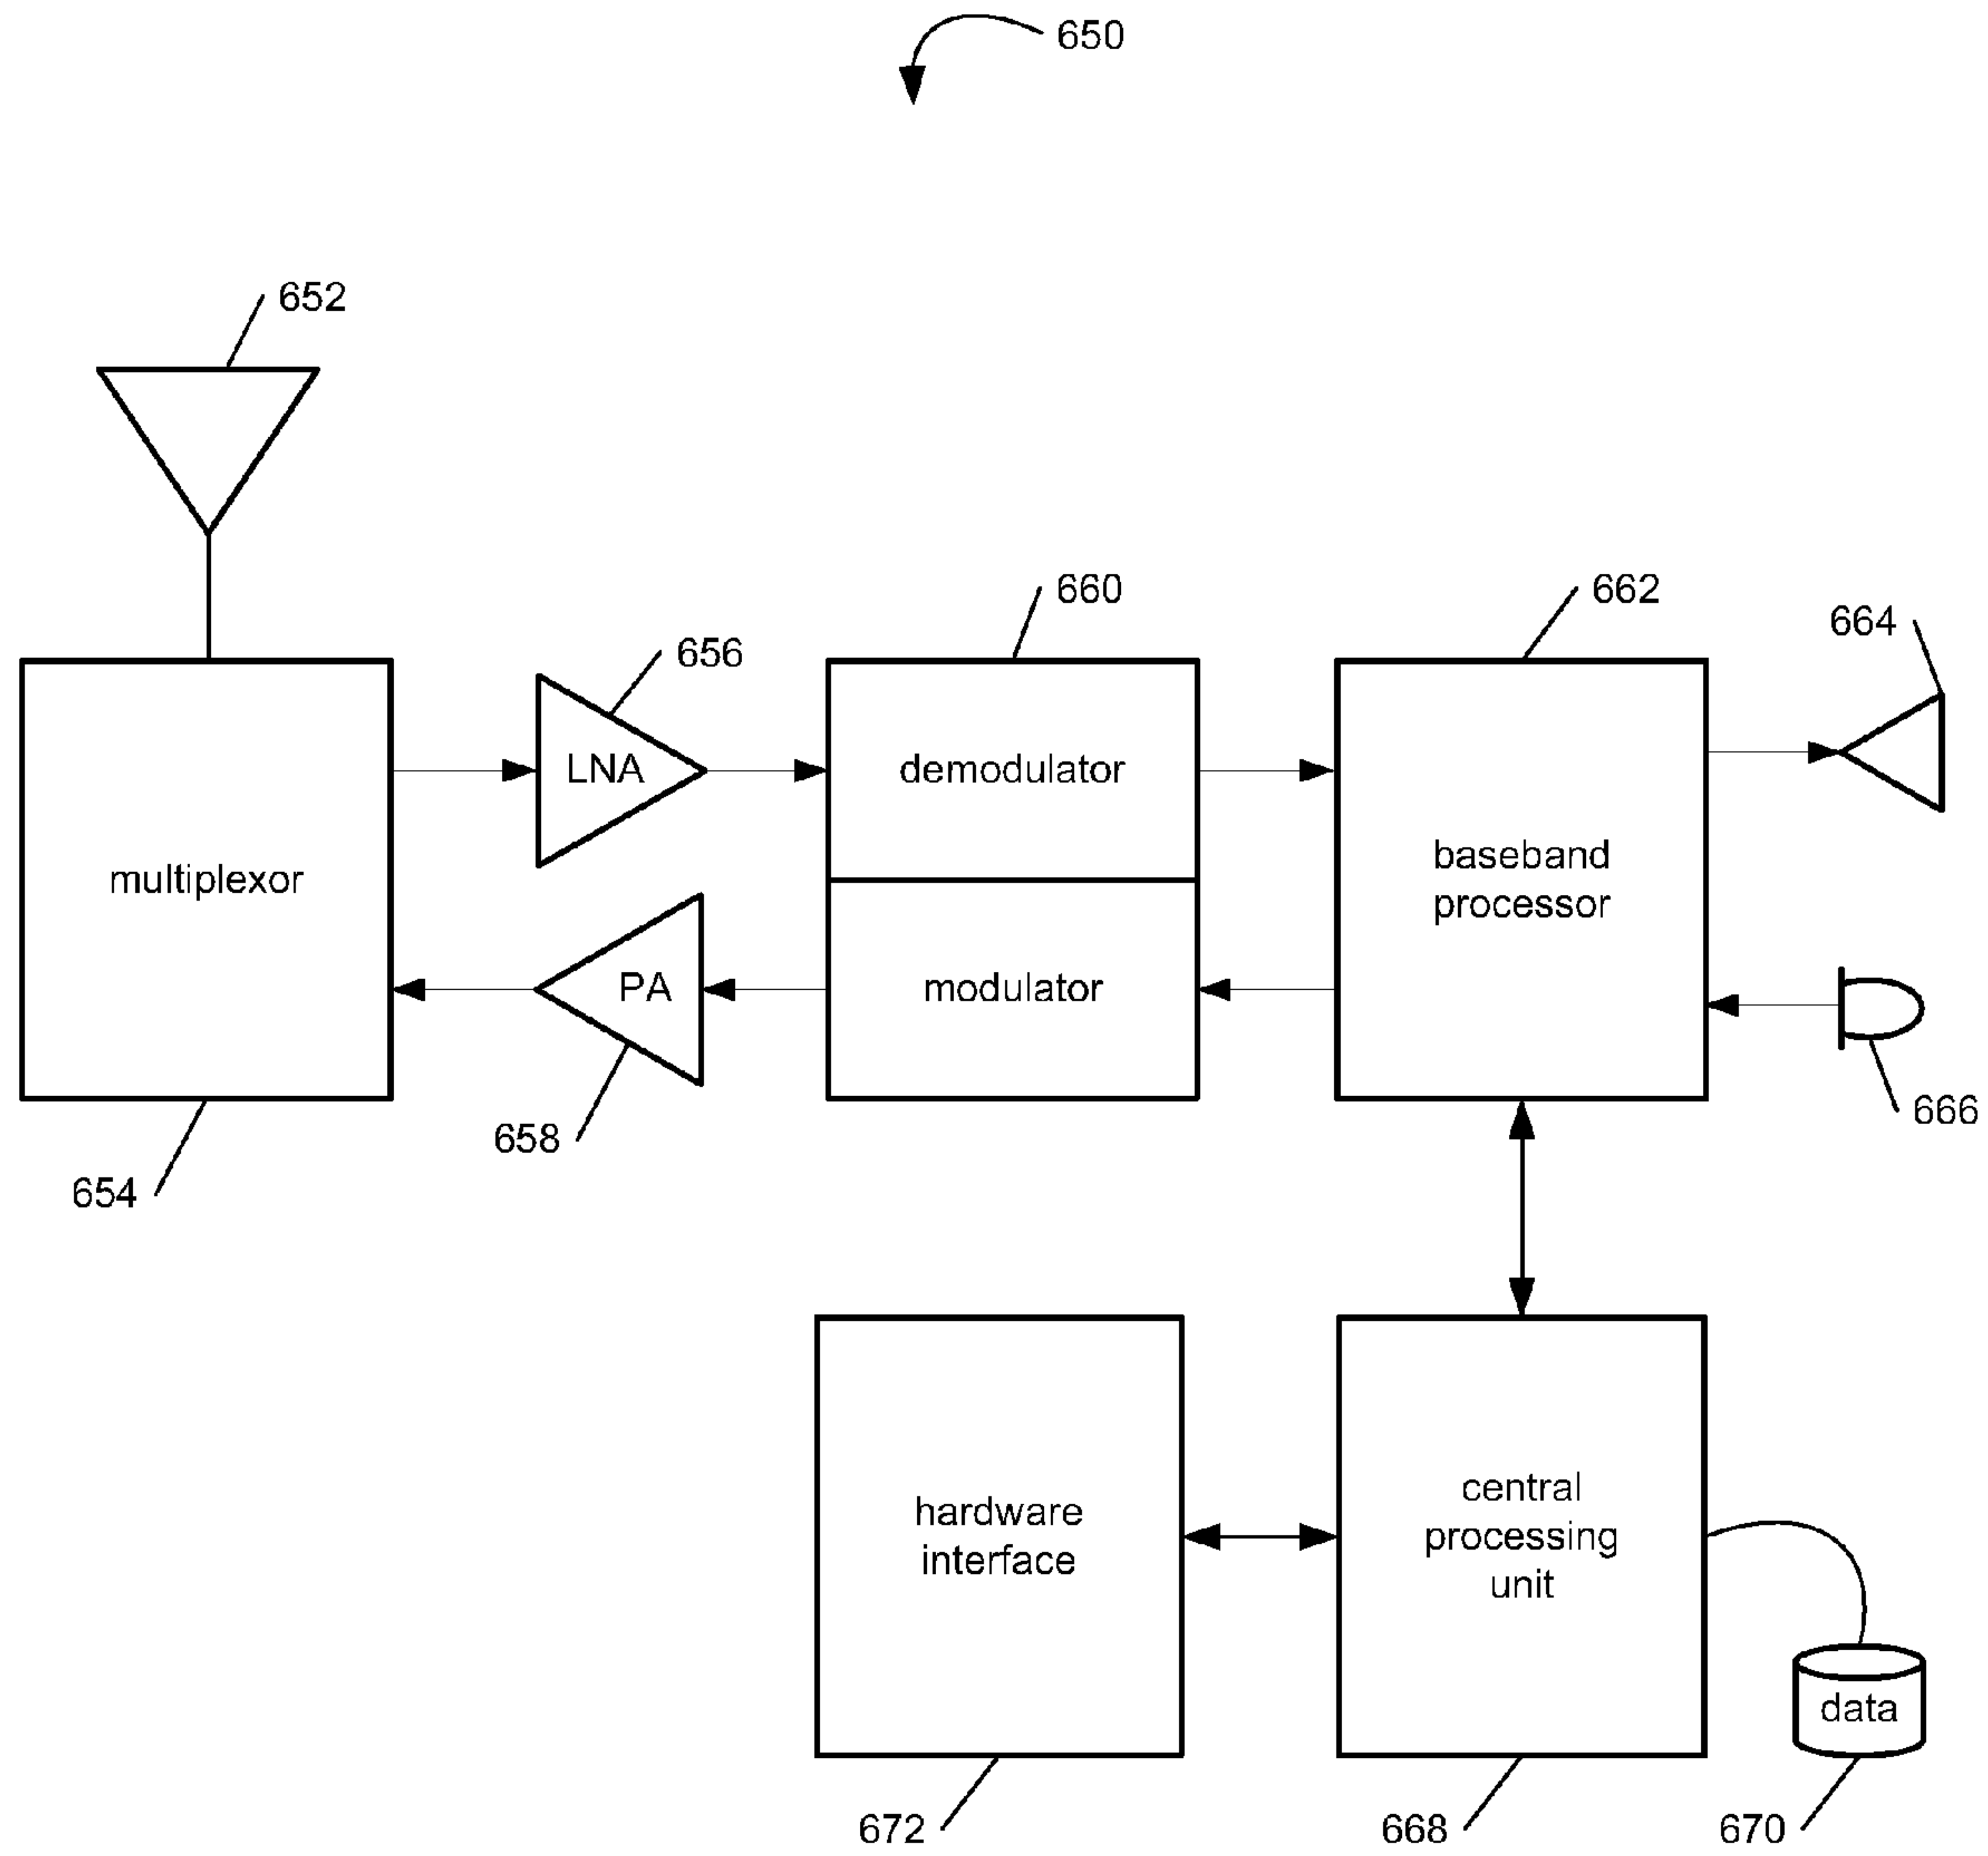 650
652
660
662
664
656
LNA
demodulator
multiplexor
baseband
processor
PA
modulator
658
666
654
hardware
interface
central
processing
unit
data
672
668
670